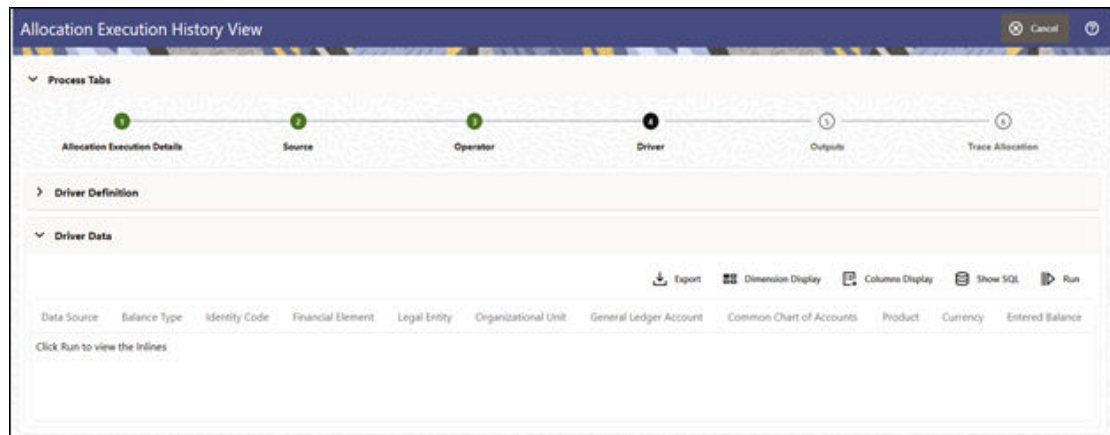 Allocation Execution History View
Cancel
Process Tabs
1 2 3 4 5 6
Allocation Execution Details Source Operator Driver Outputs Trace Allocation
Driver Definition
Driver Data
Export Dimension Display Columns Display Show SQL Run
Data Source Balance Type Identity Code Financial Element Legal Entity Organizational Unit General Ledger Account Common Chart of Accounts Product Currency Entered Balance
Click Run to view the Inlines